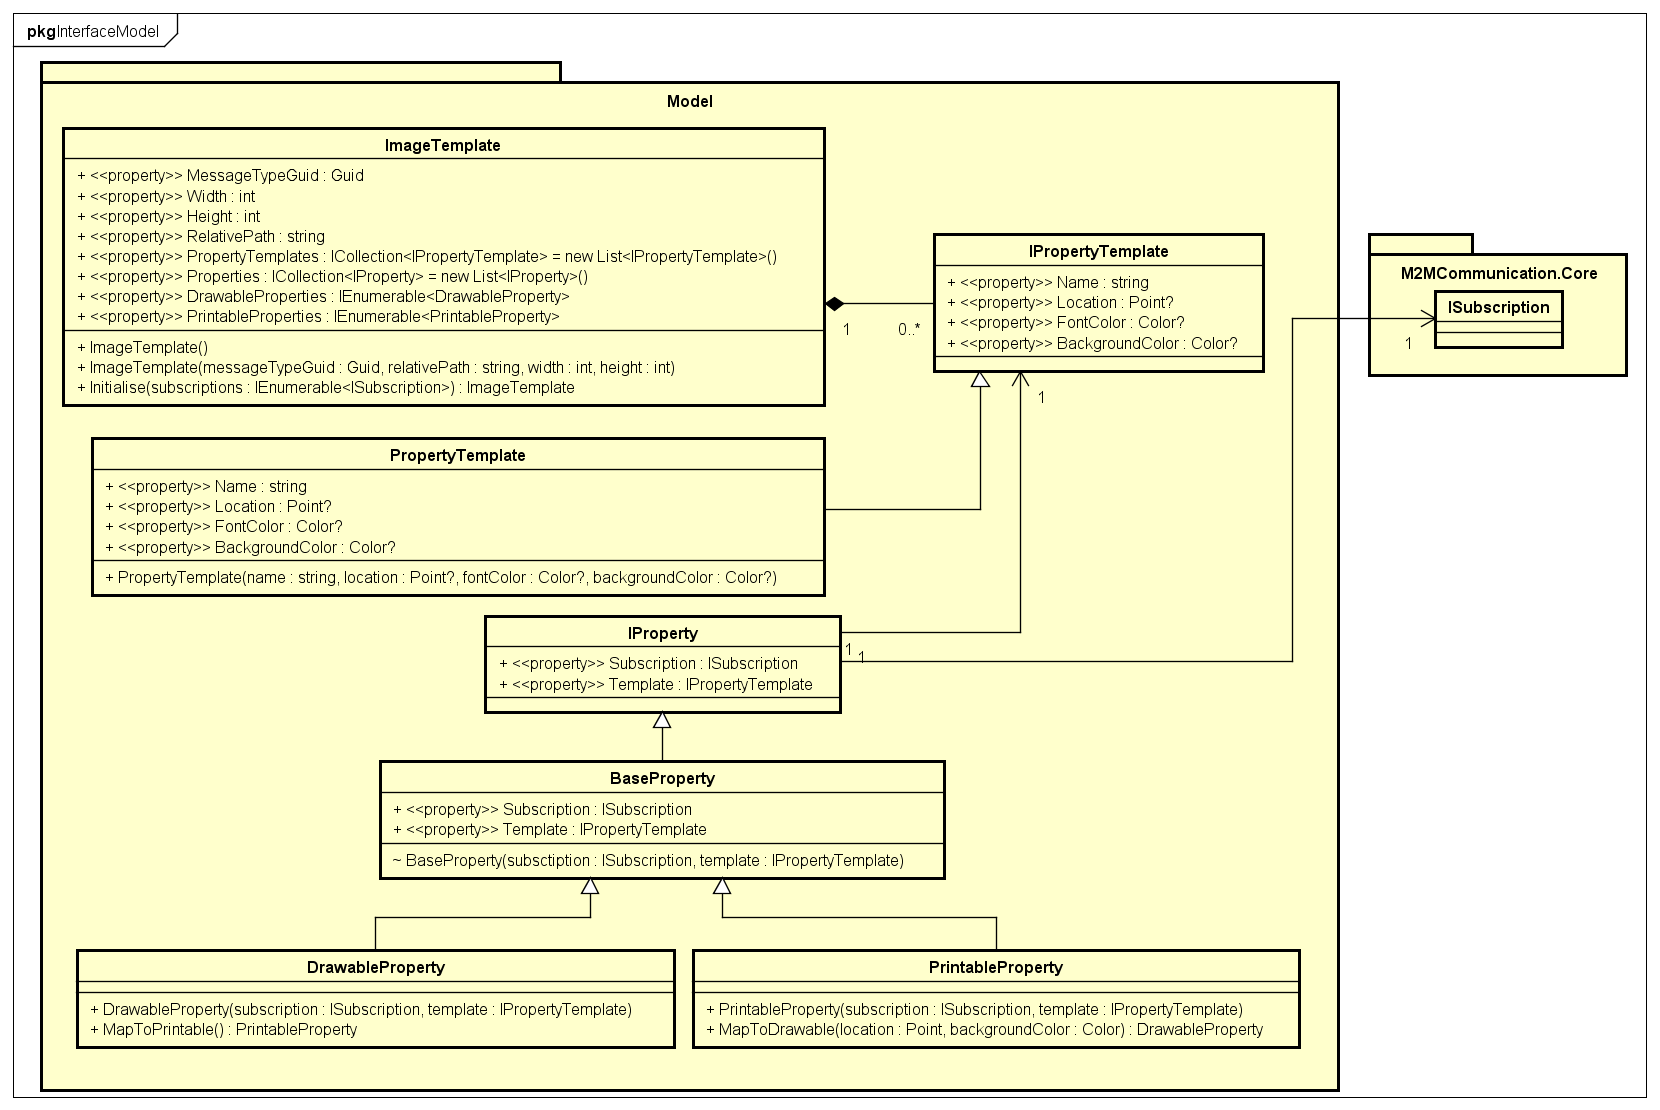 pkg InterfaceModel
Model
ImageTemplate
+ <<property>> MessageTypeGuid : Guid
+ <<property>> Width : int
+ <<property>> Height : int
+ <<property>> RelativePath : string
+ <<property>> PropertyTemplates : ICollection<IPropertyTemplate> = new List<IPropertyTemplate>()
+ <<property>> Properties : ICollection<IProperty> = new List<IProperty>()
+ <<property>> DrawableProperties : IEnumerable<DrawableProperty>
+ <<property>> PrintableProperties : IEnumerable<PrintableProperty>
+ ImageTemplate()
+ ImageTemplate(messageTypeGuid : Guid, relativePath : string, width : int, height : int)
+ Initialise(subscriptions : IEnumerable<ISubscription>) : ImageTemplate
1
0..*
IPropertyTemplate
+ <<property>> Name : string
+ <<property>> Location : Point?
+ <<property>> FontColor : Color?
+ <<property>> BackgroundColor : Color?
1
M2MCommunication.Core
ISubscription
1
PropertyTemplate
+ <<property>> Name : string
+ <<property>> Location : Point?
+ <<property>> FontColor : Color?
+ <<property>> BackgroundColor : Color?
+ PropertyTemplate(name : string, location : Point?, fontColor : Color?, backgroundColor : Color?)
IProperty
+ <<property>> Subscription : ISubscription
+ <<property>> Template : IPropertyTemplate
1
1
BaseProperty
+ <<property>> Subscription : ISubscription
+ <<property>> Template : IPropertyTemplate
~ BaseProperty(subsctiption : ISubscription, template : IPropertyTemplate)
DrawableProperty
+ DrawableProperty(subscription : ISubscription, template : IPropertyTemplate)
+ MapToPrintable() : PrintableProperty
PrintableProperty
+ PrintableProperty(subscription : ISubscription, template : IPropertyTemplate)
+ MapToDrawable(location : Point, backgroundColor : Color) : DrawableProperty